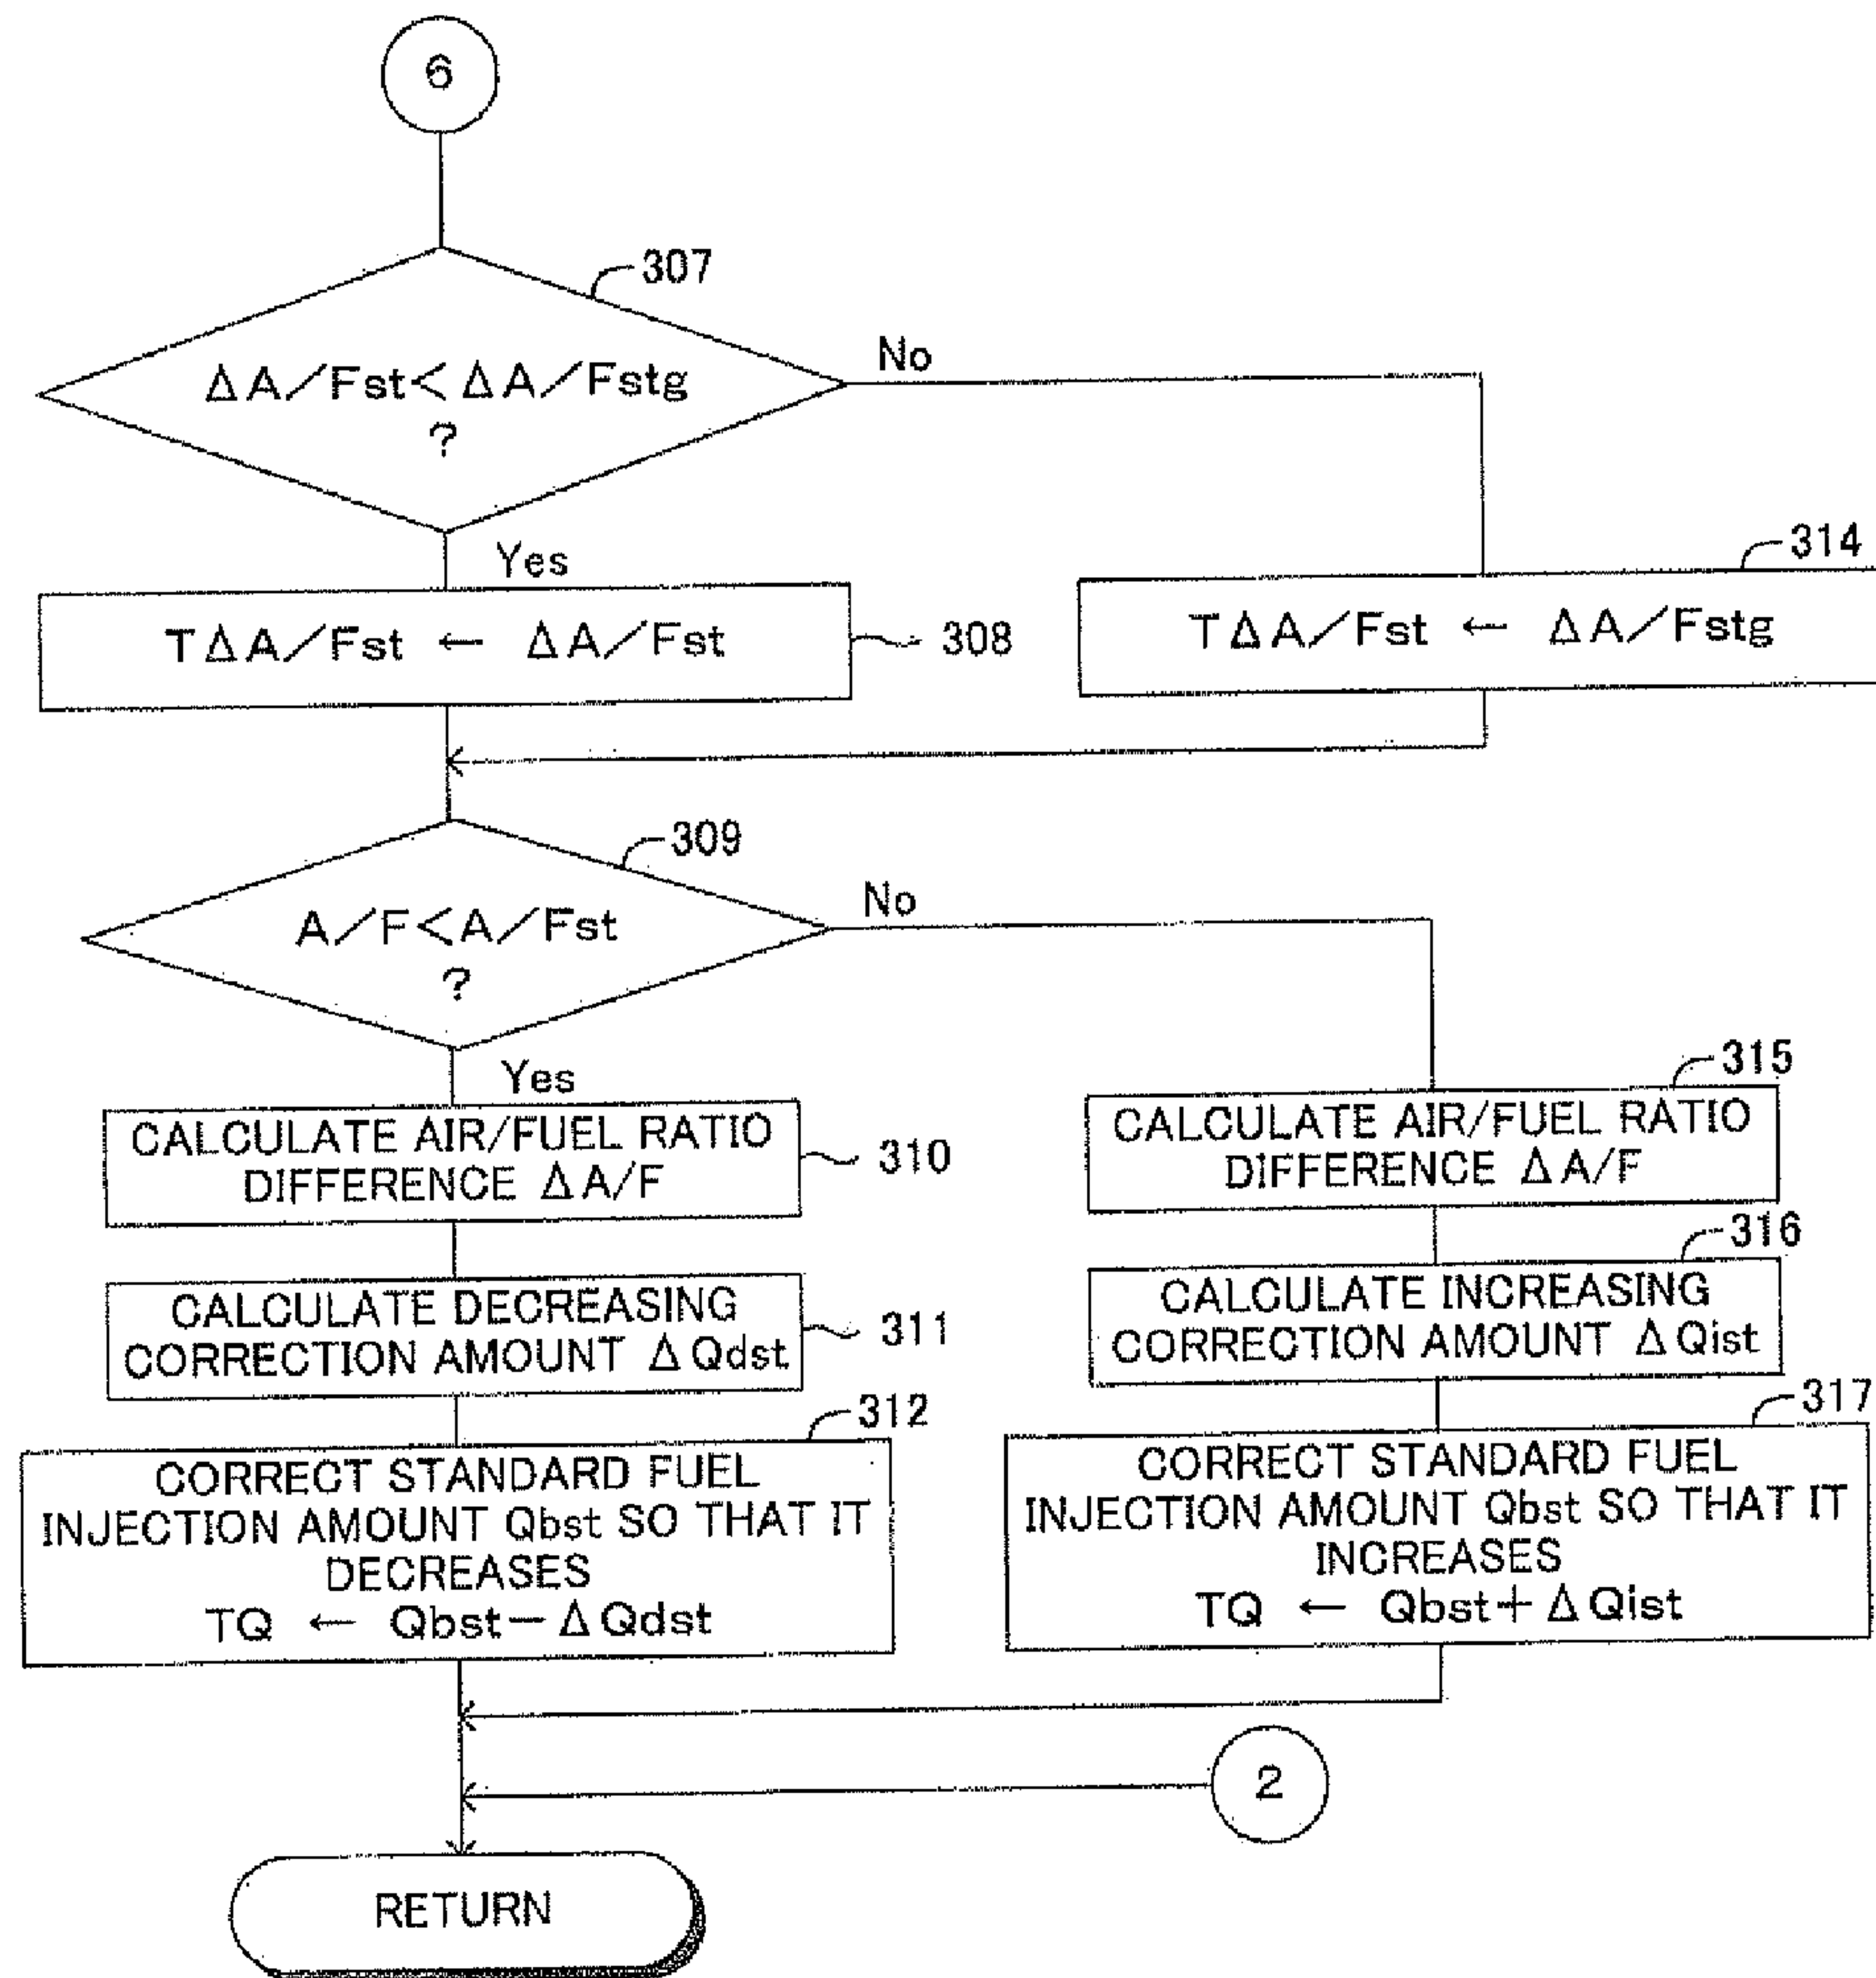 6
307
ΔA/Fst<ΔA/Fstg
?
No
Yes
314
TΔA/Fst ← ΔA/Fst
308
TΔA/Fst ← ΔA/Fstg
309
A/F<A/Fst
?
No
Yes
315
CALCULATE AIR/FUEL RATIO
DIFFERENCE ΔA/F
310
CALCULATE AIR/FUEL RATIO
DIFFERENCE ΔA/F
316
CALCULATE DECREASING
CORRECTION AMOUNT ΔQdst
311
CALCULATE INCREASING
CORRECTION AMOUNT ΔQist
312
317
CORRECT STANDARD FUEL
INJECTION AMOUNT Qbst SO THAT IT
DECREASES
TQ ← Qbst−ΔQdst
CORRECT STANDARD FUEL
INJECTION AMOUNT Qbst SO THAT IT
INCREASES
TQ ← Qbst+ΔQist
2
RETURN